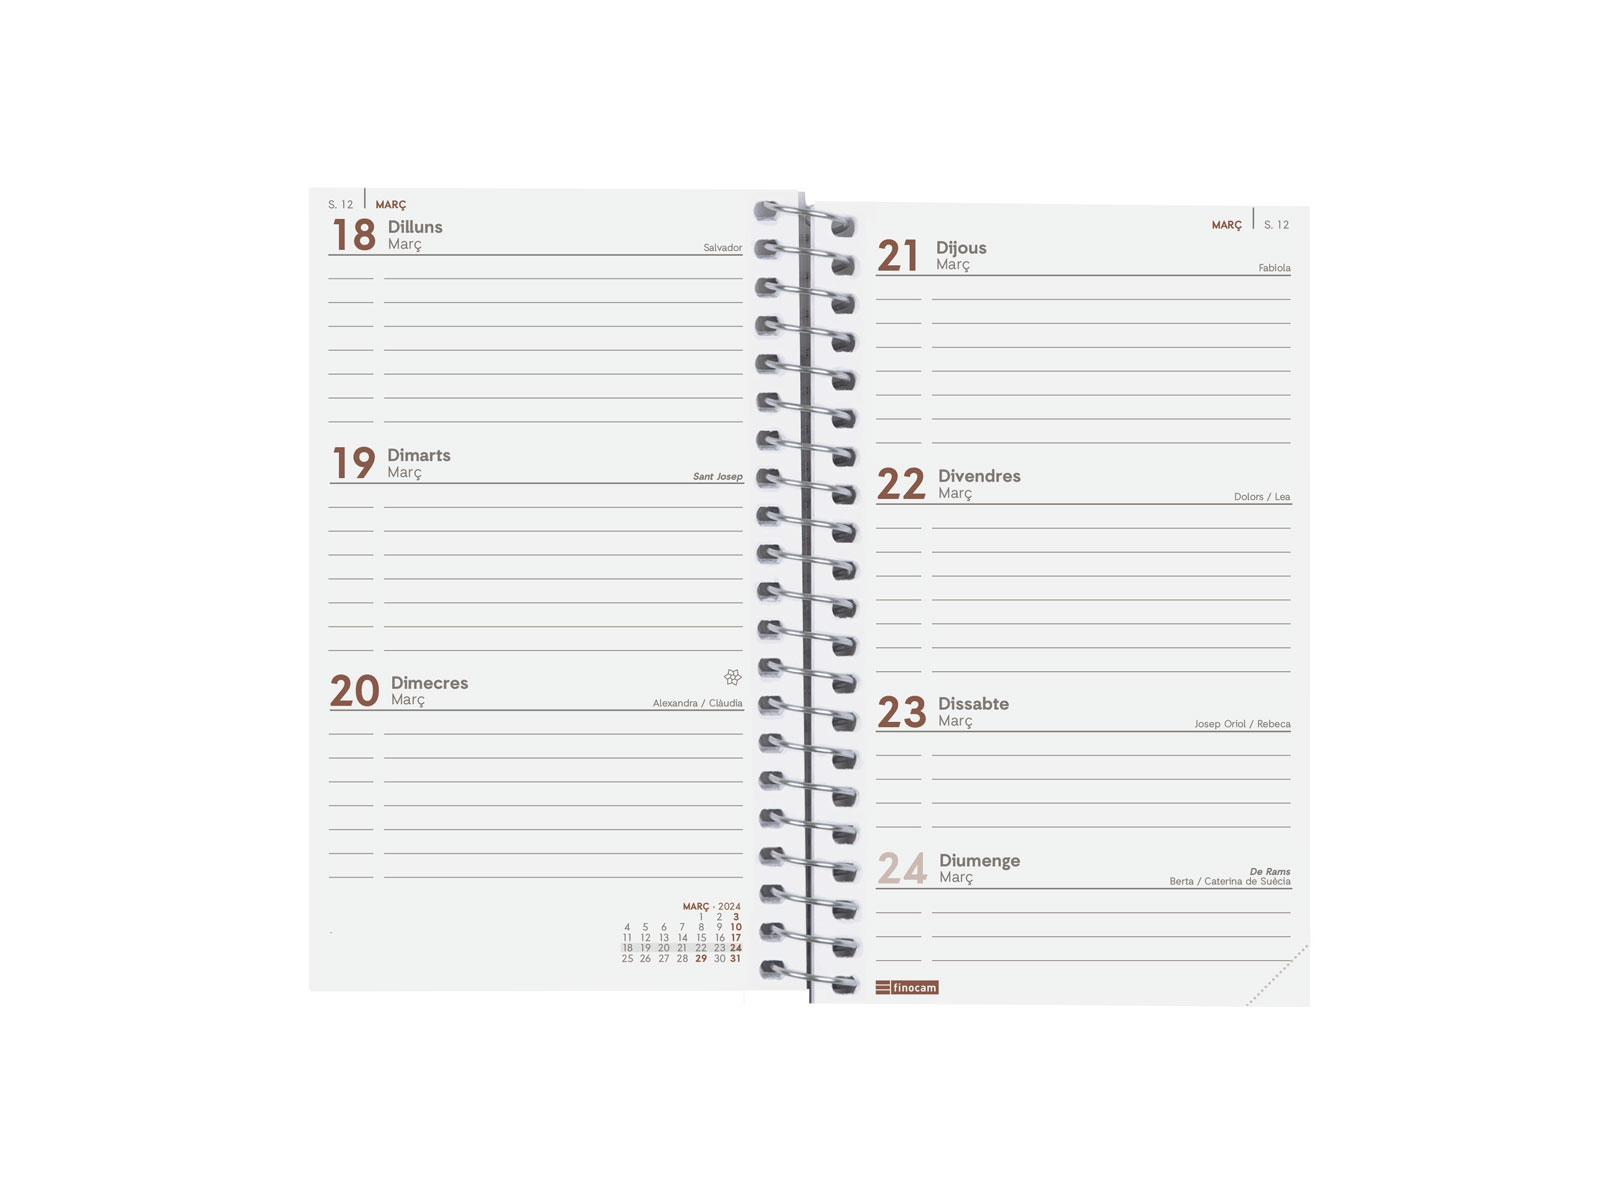 S. 12 MARÇ
18 Dilluns
Març
Salvador
19 Dimarts
Març
Sant Josep
20 Dimecres
Març
Alexandra / Clàudia
MARÇ - 2024
1 2 3
4 5 6 7 8 9 10
11 12 13 14 15 16 17
18 19 20 21 22 23 24
25 26 27 28 29 30 31
MARÇ S. 12
21 Dijous
Març
Fabiola
22 Divendres
Març
Dolors / Lea
23 Dissabte
Març
Josep Oriol / Rebeca
24 Diumenge
Març
De Rams
Berta / Caterina de Suècia
finocam